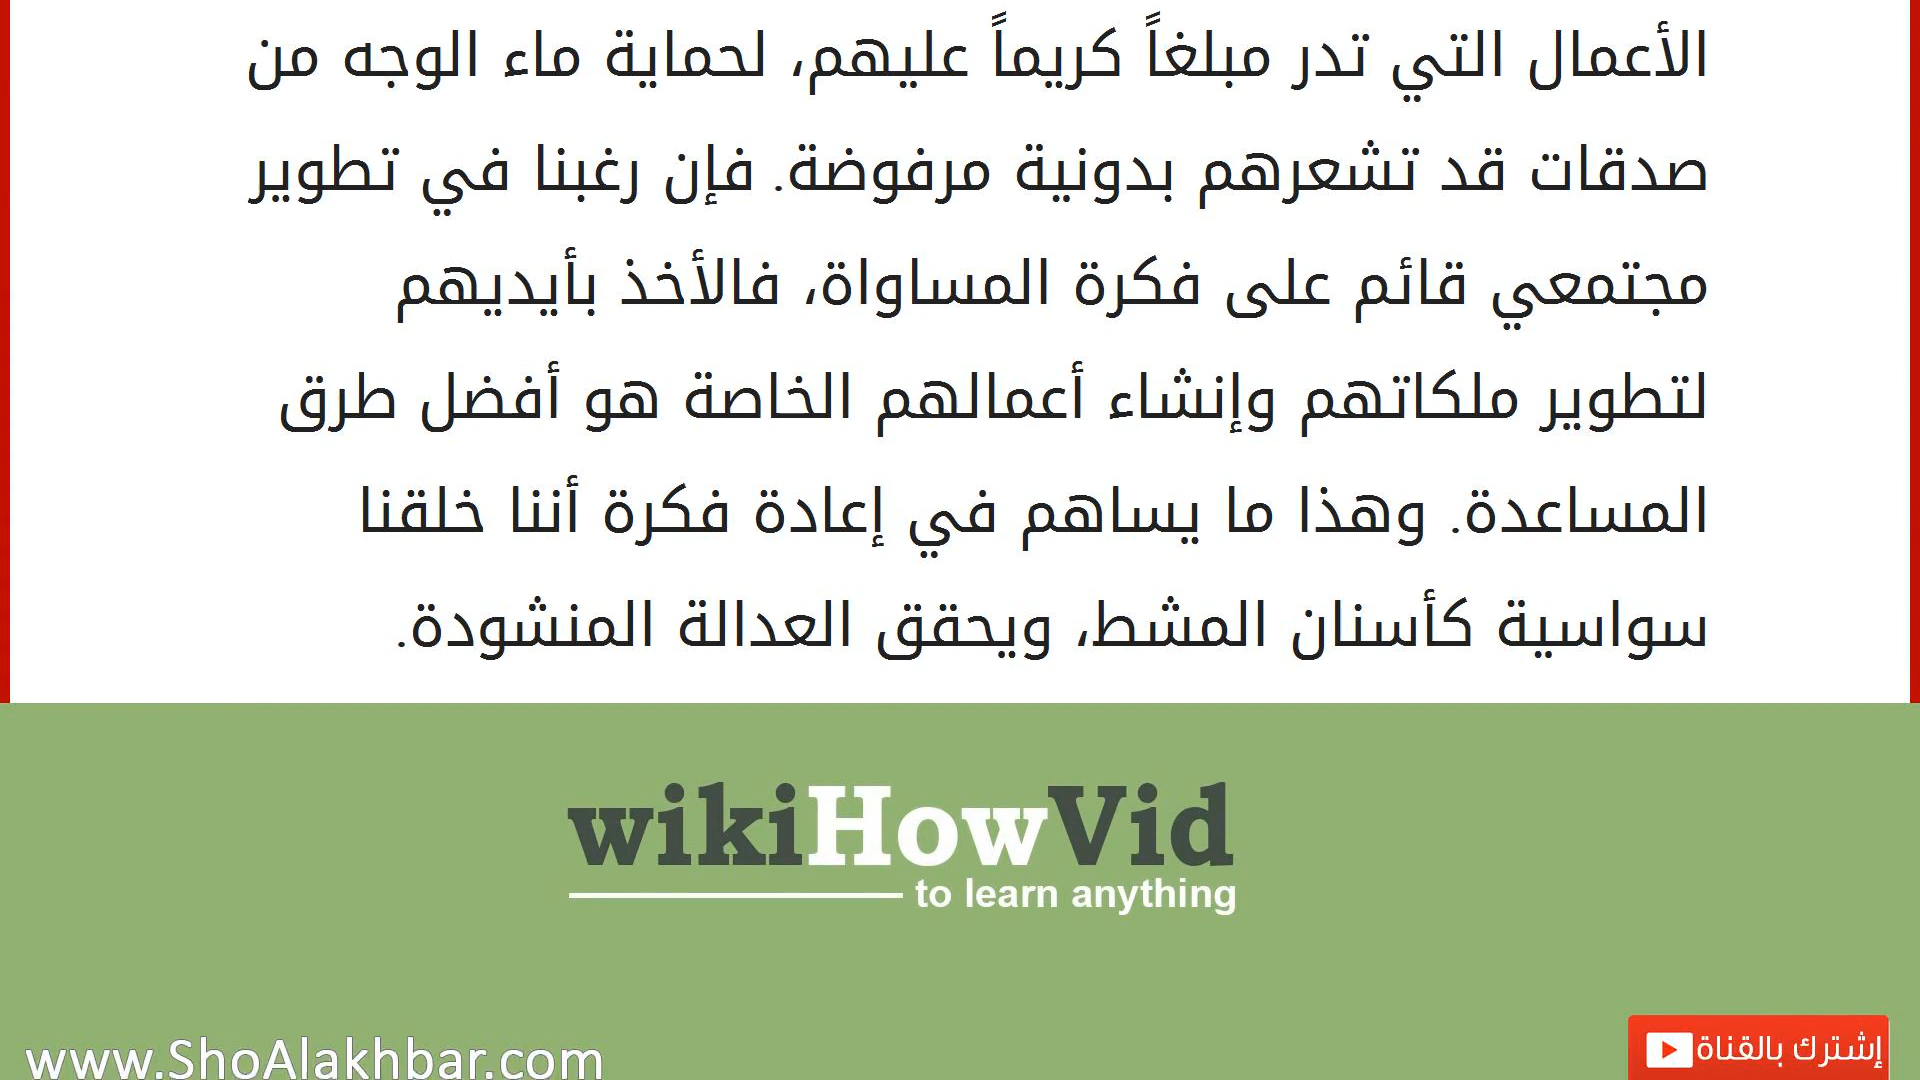 الأعمال التي تدر مبلغاً كريماً عليهم، لحماية ماء الوجه من
صدقات قد تشعرهم بدونية مرفوضة. فإن رغبنا في تطوير
مجتمعي قائم على فكرة المساواة، فالأخذ بأيديهم
لتطوير ملكاتهم وإنشاء أعمالهم الخاصة هو أفضل طرق
المساعدة. وهذا ما يساهم في إعادة فكرة أننا خلقنا
سواسية كأسنان المشط، ويحقق العدالة المنشودة.
wikiHowVid
to learn anything
www.ShoAlakhbar.com
إشترك بالقناة